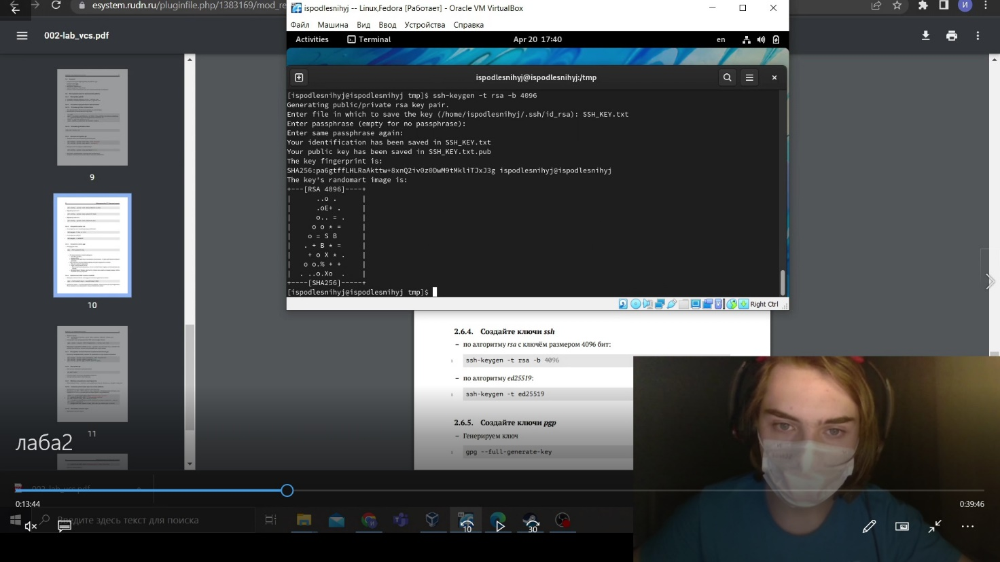 esystem.rudn.ru/pluginfile.php/1383169/mod_re
И
002-lab_vcs.pdf
9
10
11
ispodlesnihyj -- Linux,Fedora [Работает] - Oracle VM VirtualBox
Файл Машина Вид Ввод Устройства Справка
Activities Terminal Apr 20 17:40 en
ispodlesnihyj@ispodlesnihyj:/tmp
[ispodlesnihyj@ispodlesnihyj tmp]$ ssh-keygen -t rsa -b 4096
Generating public/private rsa key pair.
Enter file in which to save the key (/home/ispodlesnihyj/.ssh/id_rsa): SSH_KEY.txt
Enter passphrase (empty for no passphrase):
Enter same passphrase again:
Your identification has been saved in SSH_KEY.txt
Your public key has been saved in SSH_KEY.txt.pub
The key fingerprint is:
SHA256:pa6gtffLHLRaAkttw+8xnQ2iv0z0DwM9tMkliTJxJ3g ispodlesnihyj@ispodlesnihyj
The key's randomart image is:
+---[RSA 4096]----+
|      ..o .      |
|      .oE+ .     |
|      o.. = .    |
|     o o * =     |
|    o = S B      |
|   . + B * =     |
|    + o X * .    |
|   o o.% + +     |
|  . ..o.Xo  .    |
+----[SHA256]-----+
[ispodlesnihyj@ispodlesnihyj tmp]$
Right Ctrl
2.6.4. Создайте ключи ssh
– по алгоритму rsa с ключём размером 4096 бит:
1 ssh-keygen -t rsa -b 4096
– по алгоритму ed25519:
1 ssh-keygen -t ed25519
2.6.5. Создайте ключи pgp
– Генерируем ключ
1 gpg --full-generate-key
лаба2
002-lab_vcs.pdf
0:13:44
0:39:46
Введите здесь текст для поиска
10
30